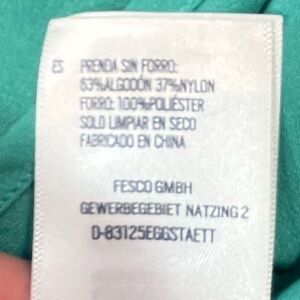 ES PRENDA SIN FORRO:
63%ALGODÓN 37%NYLON
FORRO: 100%POLIÉSTER
SOLO LIMPIAR EN SECO
FABRICADO EN CHINA
FESCO GMBH
GEWERBEGEBIET NATZING 2
D-83125EGGSTAETT